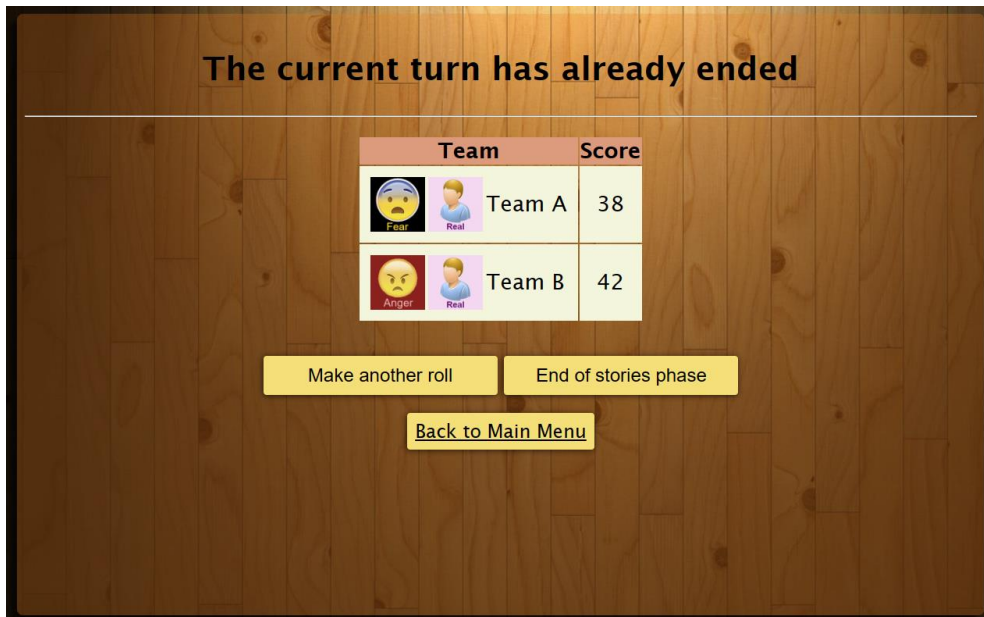 The current turn has already ended
Team Score
Fear Real Team A 38
Anger Real Team B 42
Make another roll End of stories phase
Back to Main Menu